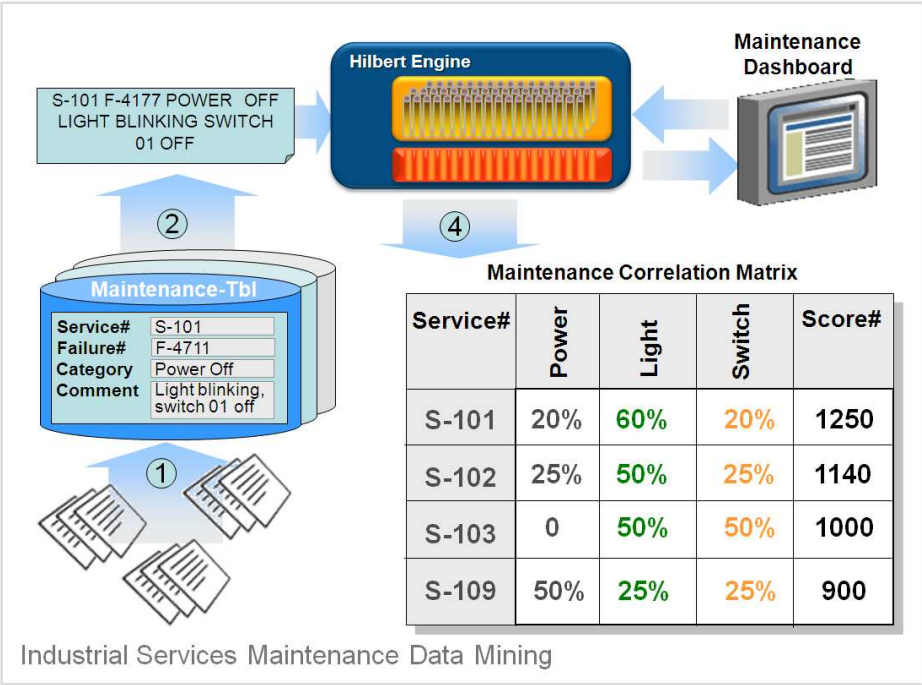 S-101 F-4177 POWER OFF
LIGHT BLINKING SWITCH
01 OFF
Hilbert Engine
Maintenance
Dashboard
2
4
Maintenance-Tbl
Service# S-101
Failure# F-4711
Category Power Off
Comment Light blinking,
switch 01 off
1
Maintenance Correlation Matrix
Service# Power Light Switch Score#
S-101 20% 60% 20% 1250
S-102 25% 50% 25% 1140
S-103 0 50% 50% 1000
S-109 50% 25% 25% 900
Industrial Services Maintenance Data Mining